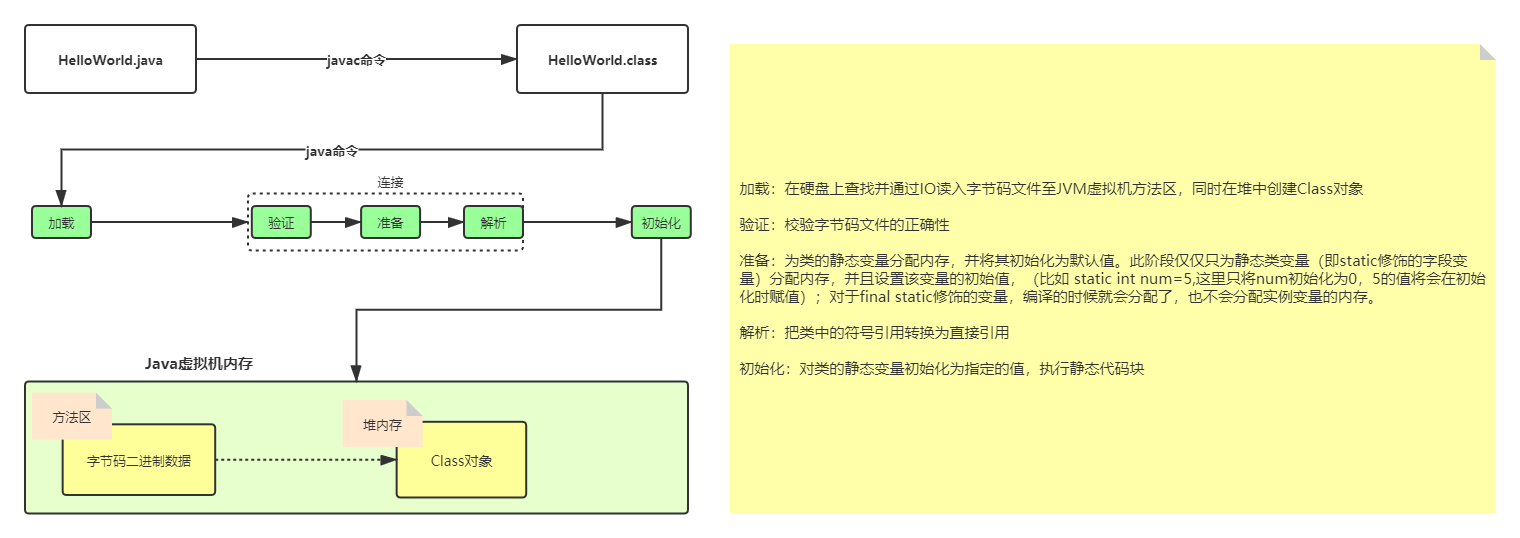 HelloWorld.java
javac命令
HelloWorld.class
java命令
连接
加载
验证
准备
解析
初始化
Java虚拟机内存
方法区
字节码二进制数据
堆内存
Class对象
加载：在硬盘上查找并通过IO读入字节码文件至JVM虚拟机方法区，同时在堆中创建Class对象
验证：校验字节码文件的正确性
准备：为类的静态变量分配内存，并将其初始化为默认值。此阶段仅仅只为静态类变量（即static修饰的字段变
量）分配内存，并且设置该变量的初始值，（比如 static int num=5,这里只将num初始化为0，5的值将会在初始
化时赋值）；对于final static修饰的变量，编译的时候就会分配了，也不会分配实例变量的内存。
解析：把类中的符号引用转换为直接引用
初始化：对类的静态变量初始化为指定的值，执行静态代码块